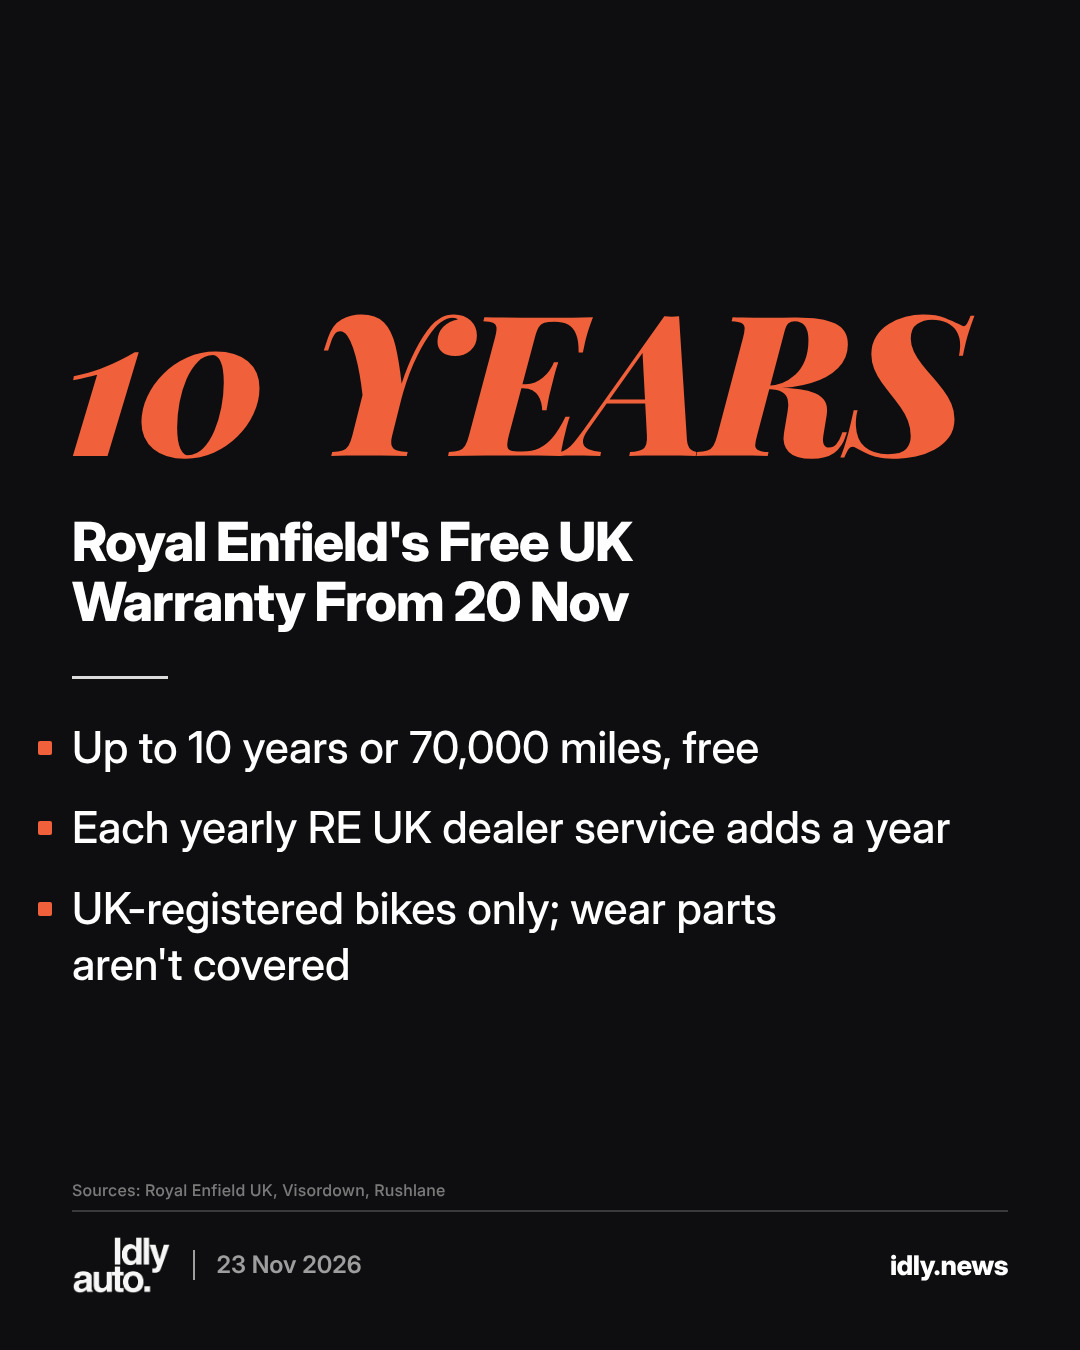 10 YEARS
Royal Enfield's Free UK
Warranty From 20 Nov
Up to 10 years or 70,000 miles, free
Each yearly RE UK dealer service adds a year
UK-registered bikes only; wear parts
aren't covered
Sources: Royal Enfield UK, Visordown, Rushlane
Idly
auto.
23 Nov 2026
idly.news